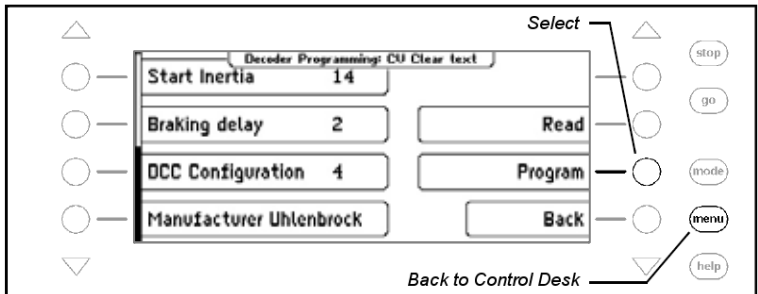 Select
Decoder Programming: CV Clear text
stop
Start Inertia 14
go
Braking delay 2 Read
DCC Configuration 4 Program
mode
Manufacturer Uhlenbrock Back
menu
help
Back to Control Desk